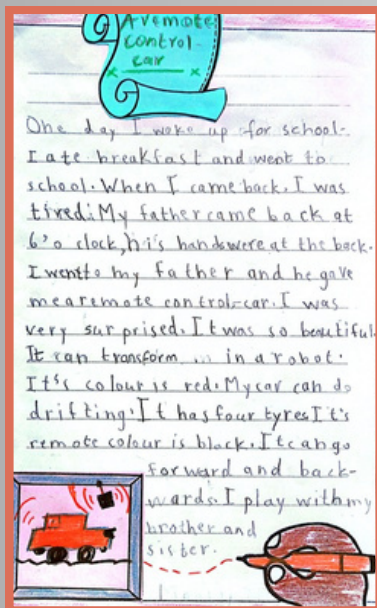 A remote
control-
car
One day I woke up for school.
I ate breakfast and went to
school. When I came back, I was
tired. My father came back at
6'o clock, his hands were at the back.
I went to my father and he gave
me a remote control-car. I was
very surprised. It was so beautiful.
It can transform in a robot.
It's colour is red. My car can do
drifting. It has four tyres It's
remote colour is black. It can go
forward and back-
wards. I play with my
brother and
sister.